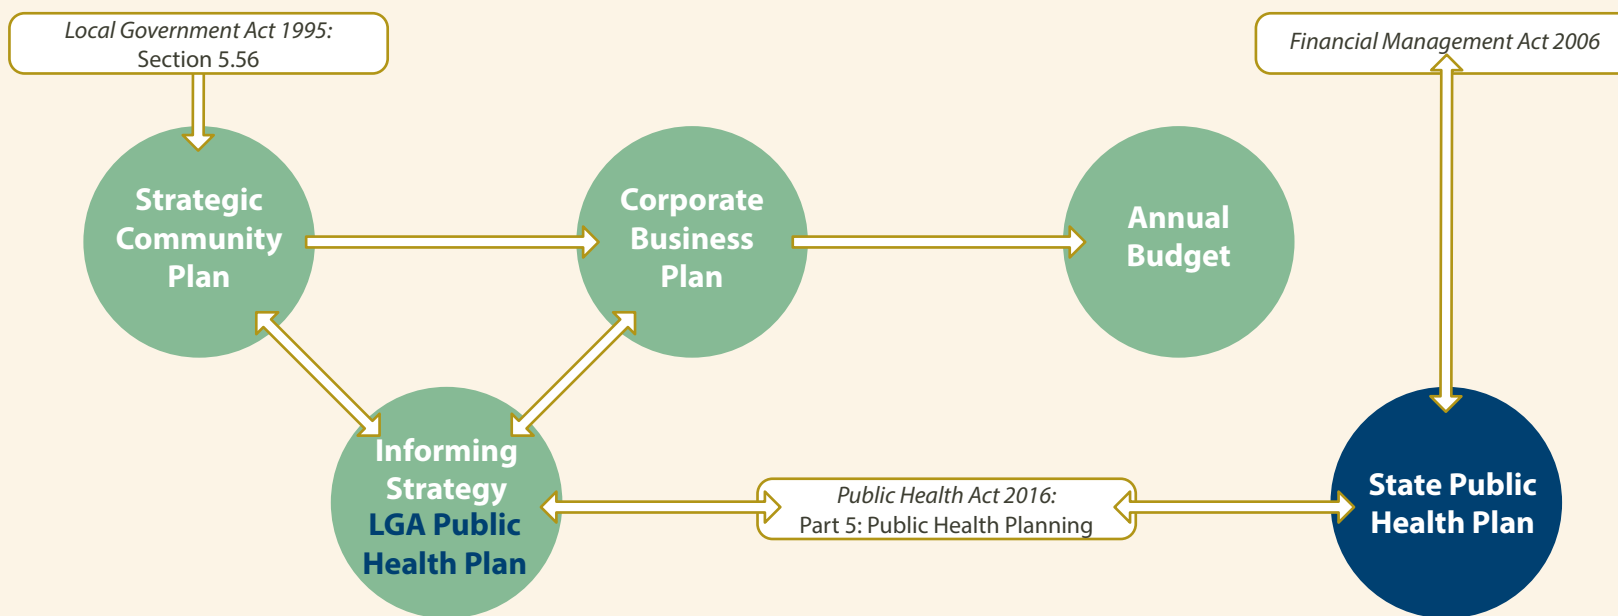 Local Government Act 1995:
Section 5.56
Financial Management Act 2006
Strategic
Community
Plan
Corporate
Business
Plan
Annual
Budget
Informing
Strategy
LGA Public
Health Plan
Public Health Act 2016:
Part 5: Public Health Planning
State Public
Health Plan